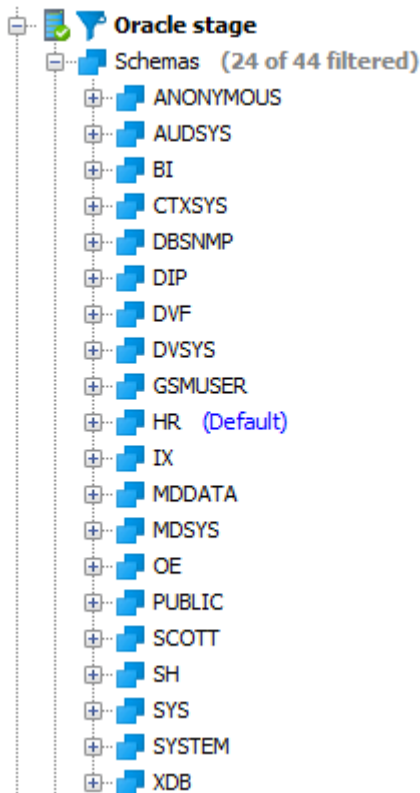 Oracle stage
Schemas (24 of 44 filtered)
ANONYMOUS
AUDSYS
BI
CTXSYS
DBSNMP
DIP
DVF
DVSYS
GSMUSER
HR (Default)
IX
MDDATA
MDSYS
OE
PUBLIC
SCOTT
SH
SYS
SYSTEM
XDB